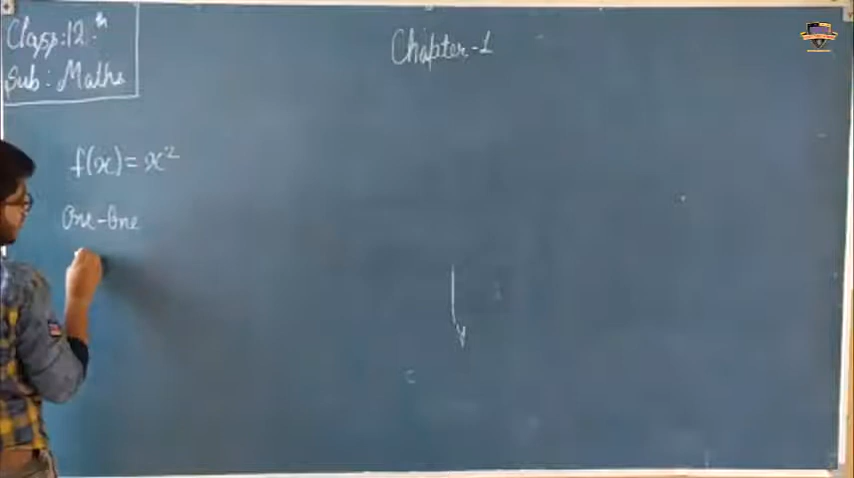 Class: 12th
Sub: Maths
Chapter-1
f(x) = x²
One-One